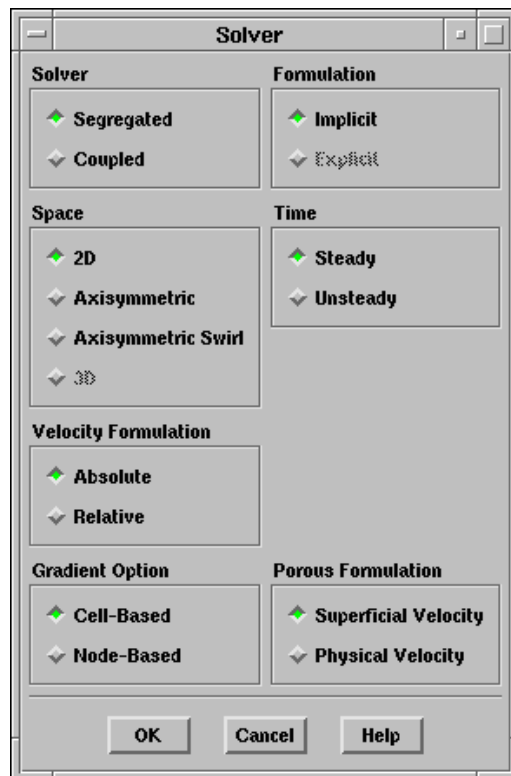 Solver
Solver
Segregated
Coupled
Formulation
Implicit
Explicit
Space
2D
Axisymmetric
Axisymmetric Swirl
3D
Time
Steady
Unsteady
Velocity Formulation
Absolute
Relative
Gradient Option
Cell-Based
Node-Based
Porous Formulation
Superficial Velocity
Physical Velocity
OK
Cancel
Help